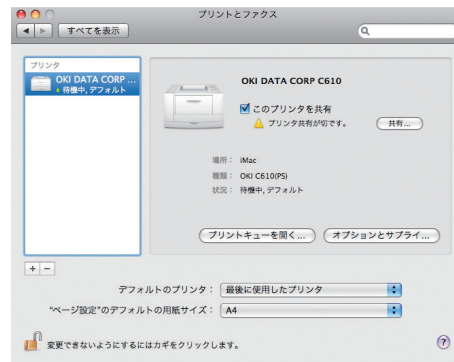 プリントとファクス
すべてを表示
プリンタ
OKI DATA CORP ...
待機中, デフォルト
OKI DATA CORP C610
このプリンタを共有
プリンタ共有が切です。
共有...
場所： iMac
種類： OKI C610(PS)
状況： 待機中, デフォルト
プリントキューを開く...
オプションとサプライ...
+ −
デフォルトのプリンタ： 最後に使用したプリンタ
“ページ設定”のデフォルトの用紙サイズ： A4
変更できないようにするにはカギをクリックします。
?